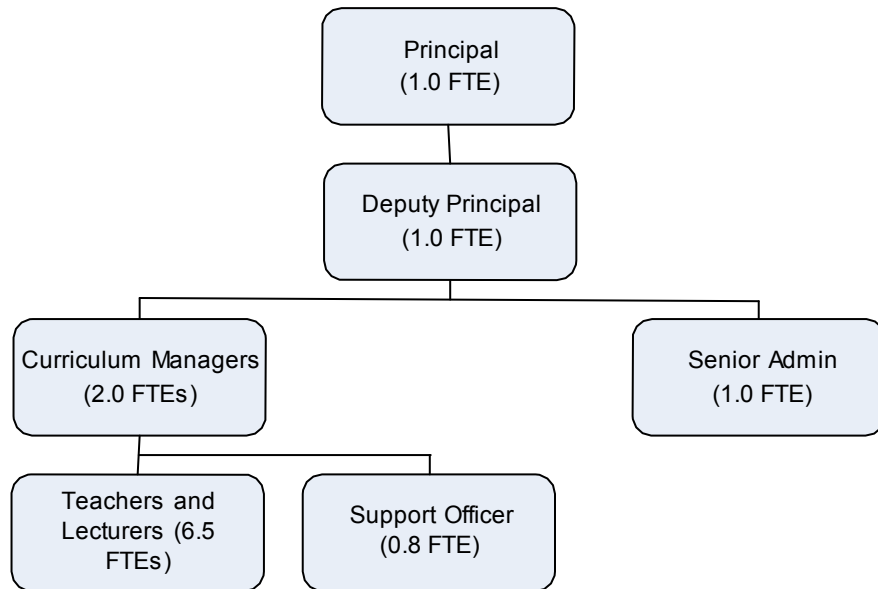 Principal
(1.0 FTE)
Deputy Principal
(1.0 FTE)
Curriculum Managers
(2.0 FTEs)
Senior Admin
(1.0 FTE)
Teachers and
Lecturers (6.5
FTEs)
Support Officer
(0.8 FTE)